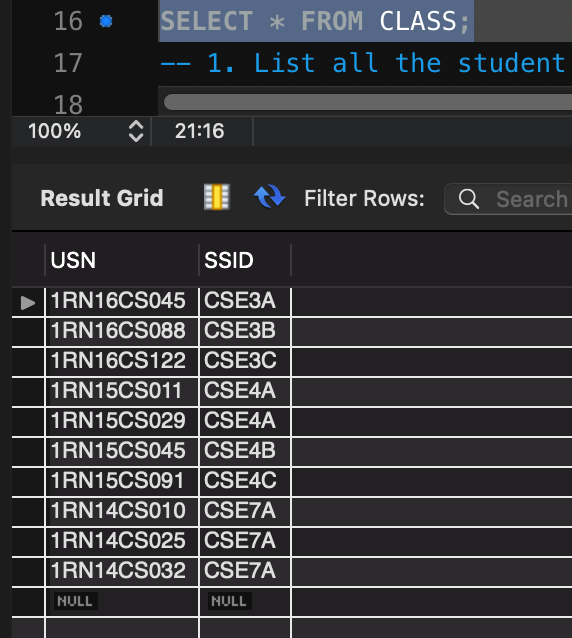 16 SELECT * FROM CLASS;
17 -- 1. List all the student
18
100% 21:16
Result Grid Filter Rows: Search
USN SSID
1RN16CS045 CSE3A
1RN16CS088 CSE3B
1RN16CS122 CSE3C
1RN15CS011 CSE4A
1RN15CS029 CSE4A
1RN15CS045 CSE4B
1RN15CS091 CSE4C
1RN14CS010 CSE7A
1RN14CS025 CSE7A
1RN14CS032 CSE7A
NULL NULL